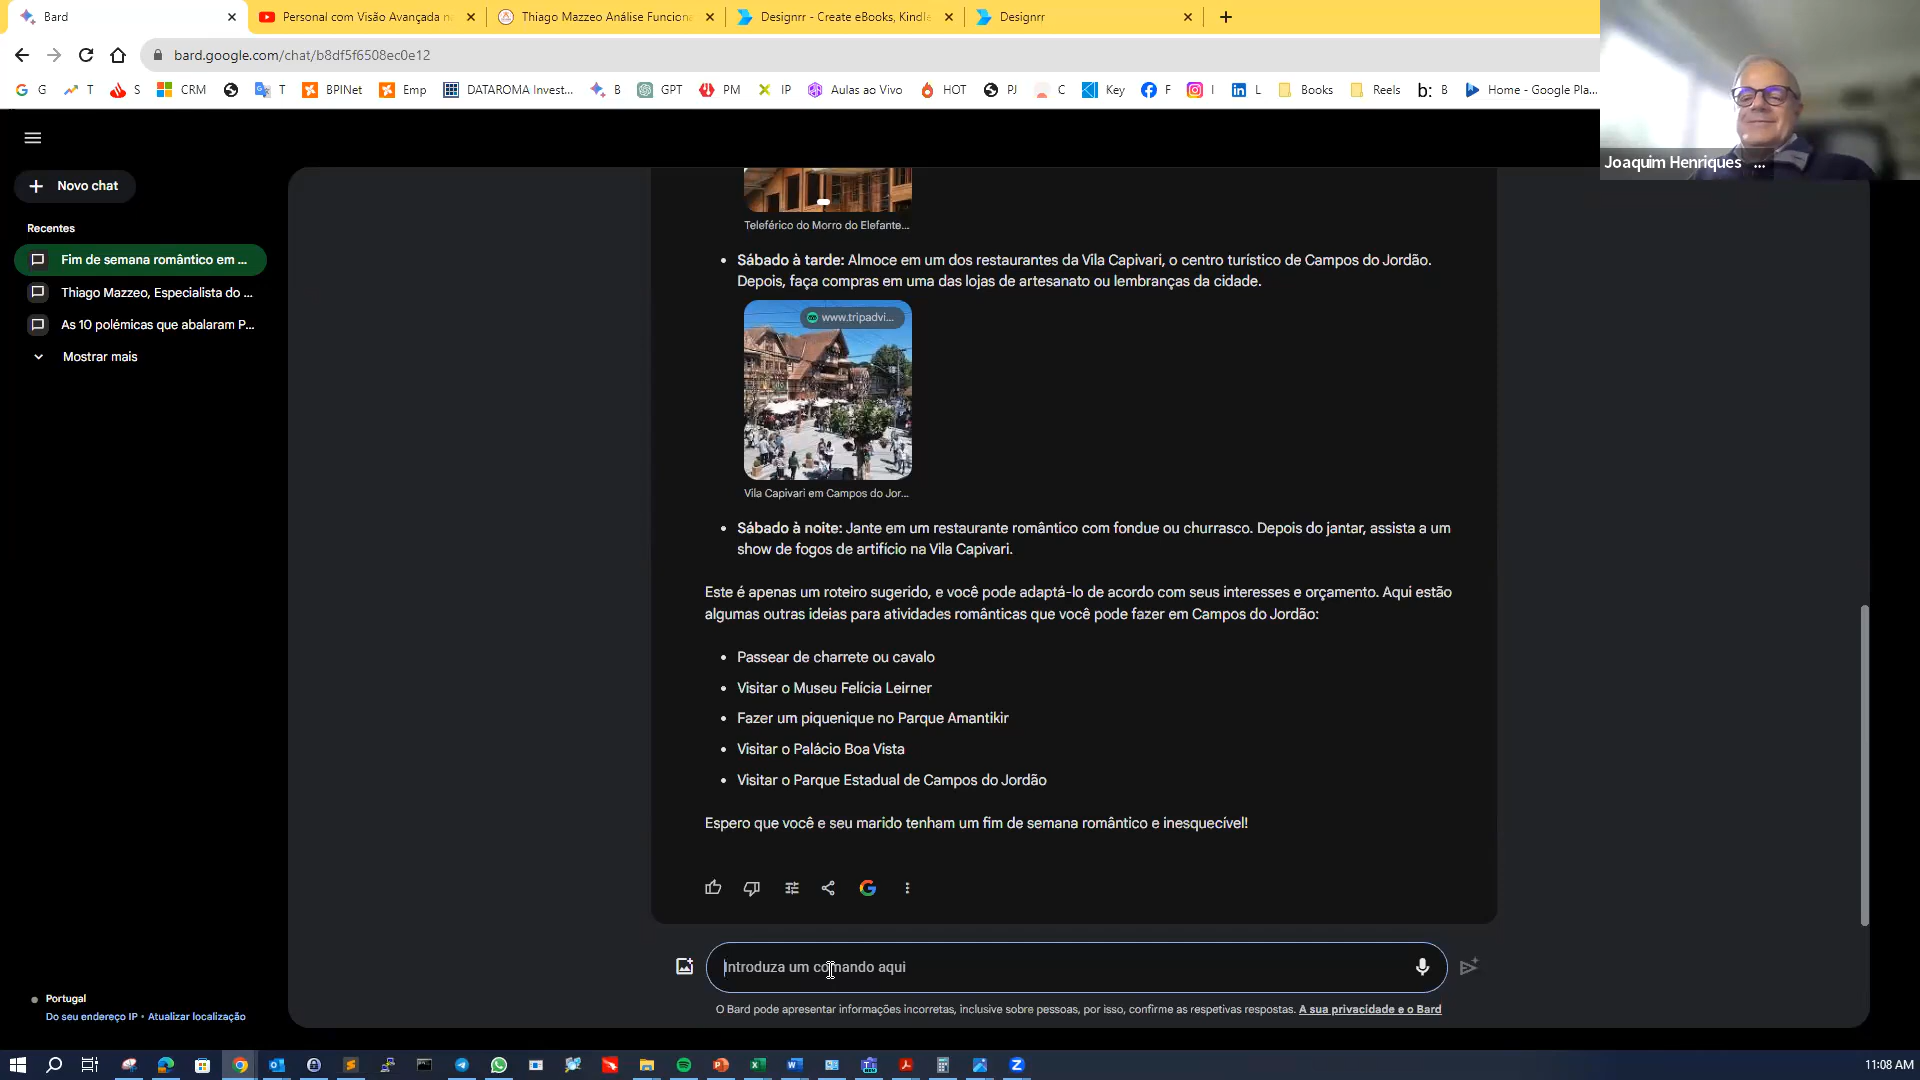 Bard
Personal com Visão Avançada n
Thiago Mazzeo Análise Funciona
Designrr - Create eBooks, Kindle
Designrr
bard.google.com/chat/b8df5f6508ec0e12
G
T
S
CRM
T
BPINet
Emp
DATAROMA Invest...
B
GPT
PM
IP
Aulas ao Vivo
HOT
PJ
C
Key
F
I
L
Books
Reels
b: B
Home - Google Pla...
Joaquim Henriques ...
Novo chat
Recentes
Fim de semana romântico em ...
Thiago Mazzeo, Especialista do ...
As 10 polémicas que abalaram P...
Mostrar mais
Teleférico do Morro do Elefante...
• Sábado à tarde: Almoce em um dos restaurantes da Vila Capivari, o centro turístico de Campos do Jordão.
Depois, faça compras em uma das lojas de artesanato ou lembranças da cidade.
www.tripadvi...
Vila Capivari em Campos do Jor...
• Sábado à noite: Jante em um restaurante romântico com fondue ou churrasco. Depois do jantar, assista a um
show de fogos de artifício na Vila Capivari.
Este é apenas um roteiro sugerido, e você pode adaptá-lo de acordo com seus interesses e orçamento. Aqui estão
algumas outras ideias para atividades românticas que você pode fazer em Campos do Jordão:
• Passear de charrete ou cavalo
• Visitar o Museu Felícia Leirner
• Fazer um piquenique no Parque Amantikir
• Visitar o Palácio Boa Vista
• Visitar o Parque Estadual de Campos do Jordão
Espero que você e seu marido tenham um fim de semana romântico e inesquecível!
Introduza um comando aqui
O Bard pode apresentar informações incorretas, inclusive sobre pessoas, por isso, confirme as respetivas respostas. A sua privacidade e o Bard
Portugal
Do seu endereço IP • Atualizar localização
11:08 AM